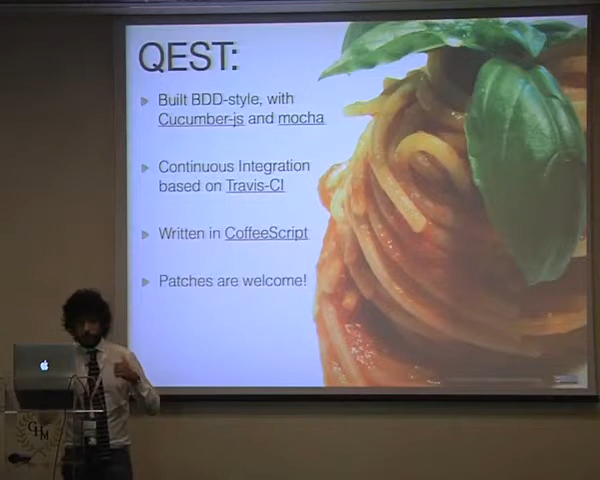 QEST:
Built BDD-style, with
Cucumber-js and mocha
Continuous Integration
based on Travis-CI
Written in CoffeeScript
Patches are welcome!
GHM